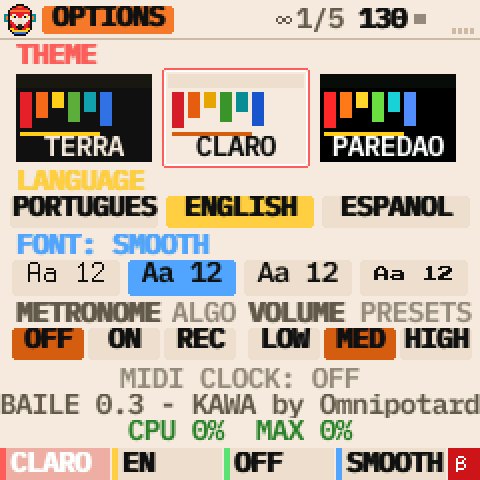 OPTIONS ∞1/5 130
THEME
TERRA CLARO PAREDAO
LANGUAGE
PORTUGUES ENGLISH ESPANOL
FONT: SMOOTH
Aa 12 Aa 12 Aa 12 Aa 12
METRONOME ALGO VOLUME PRESETS
OFF ON REC LOW MED HIGH
MIDI CLOCK: OFF
BAILE 0.3 - KAWA by Omnipotard
CPU 0% MAX 0%
CLARO EN OFF SMOOTH β